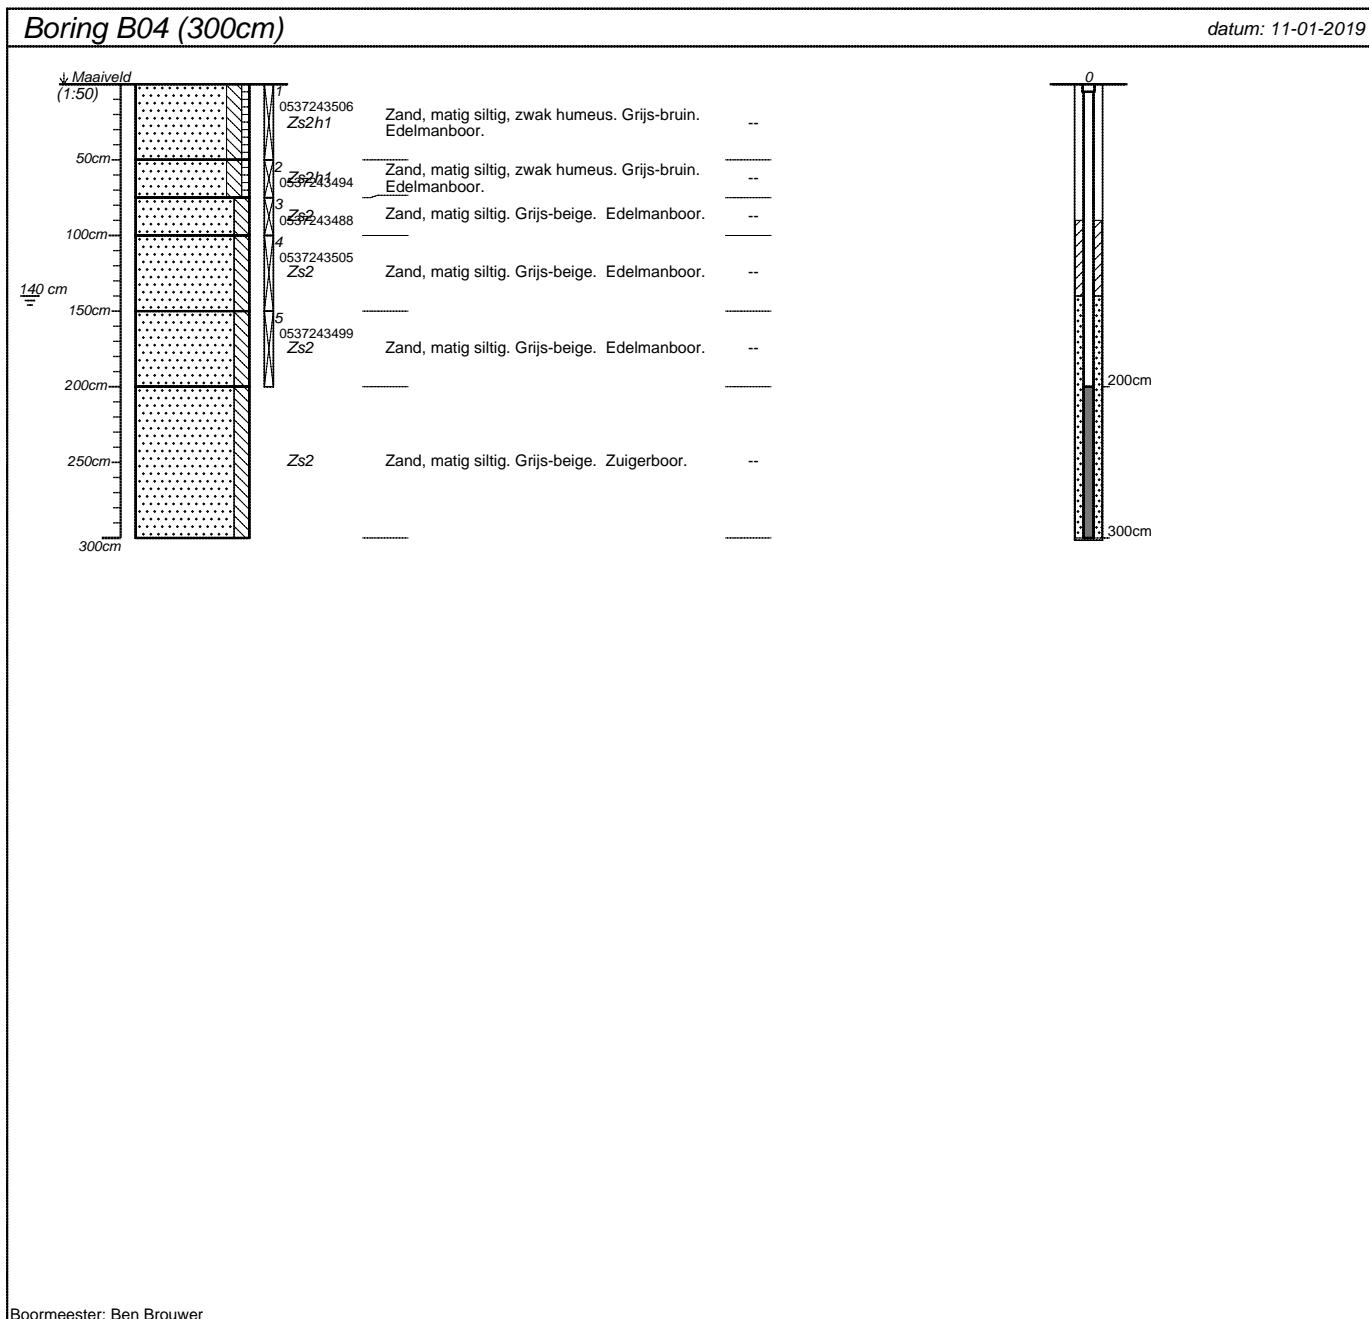 Boring B04 (300cm)
datum: 11-01-2019
Maaiveld
(1:50)
0
1
0537243506
Zs2h1
Zand, matig siltig, zwak humeus. Grijs-bruin.
Edelmanboor.
--
50cm
2
Zs2h1
0537243494
Zand, matig siltig, zwak humeus. Grijs-bruin.
Edelmanboor.
--
3
Zs2
0537243488
Zand, matig siltig. Grijs-beige. Edelmanboor.
--
100cm
4
0537243505
Zs2
Zand, matig siltig. Grijs-beige. Edelmanboor.
--
140 cm
150cm
5
0537243499
Zs2
Zand, matig siltig. Grijs-beige. Edelmanboor.
--
200cm
200cm
250cm
Zs2
Zand, matig siltig. Grijs-beige. Zuigerboor.
--
300cm
300cm
Boormeester: Ben Brouwer